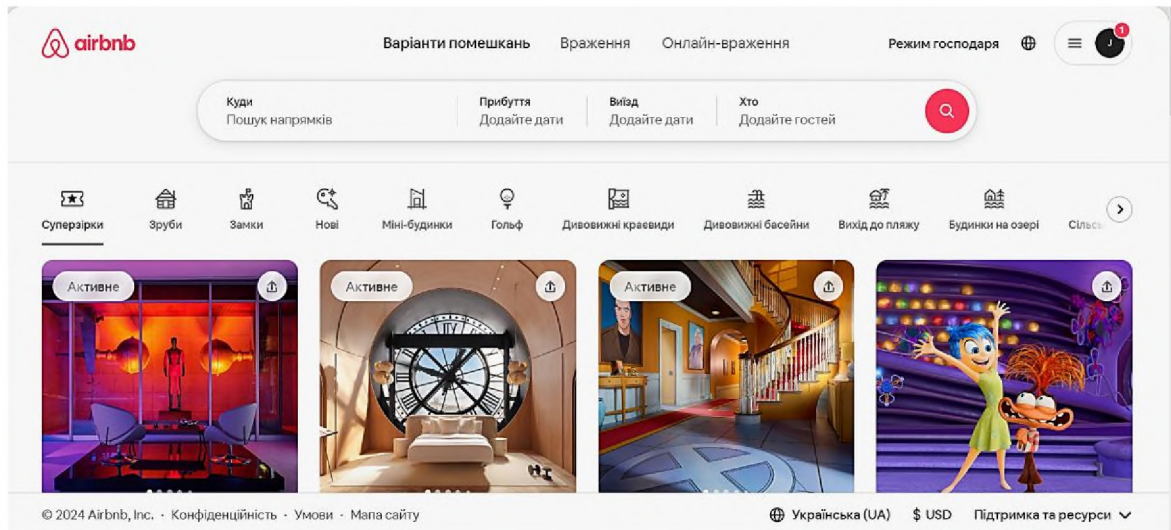 airbnb
Варіанти помешкань Враження Онлайн-враження Режим господаря J 1
Куди Прибуття Виїзд Хто
Пошук напрямків Додайте дати Додайте дати Додайте гостей
Суперзірки Зруби Замки Нові Міні-будинки Гольф Дивовижні краєвиди Дивовижні басейни Вихід до пляжу Будинки на озері
Активне Активне Активне
© 2024 Airbnb, Inc. · Конфіденційність · Умови · Мапа сайту Українська (UA) $ USD Підтримка та ресурси